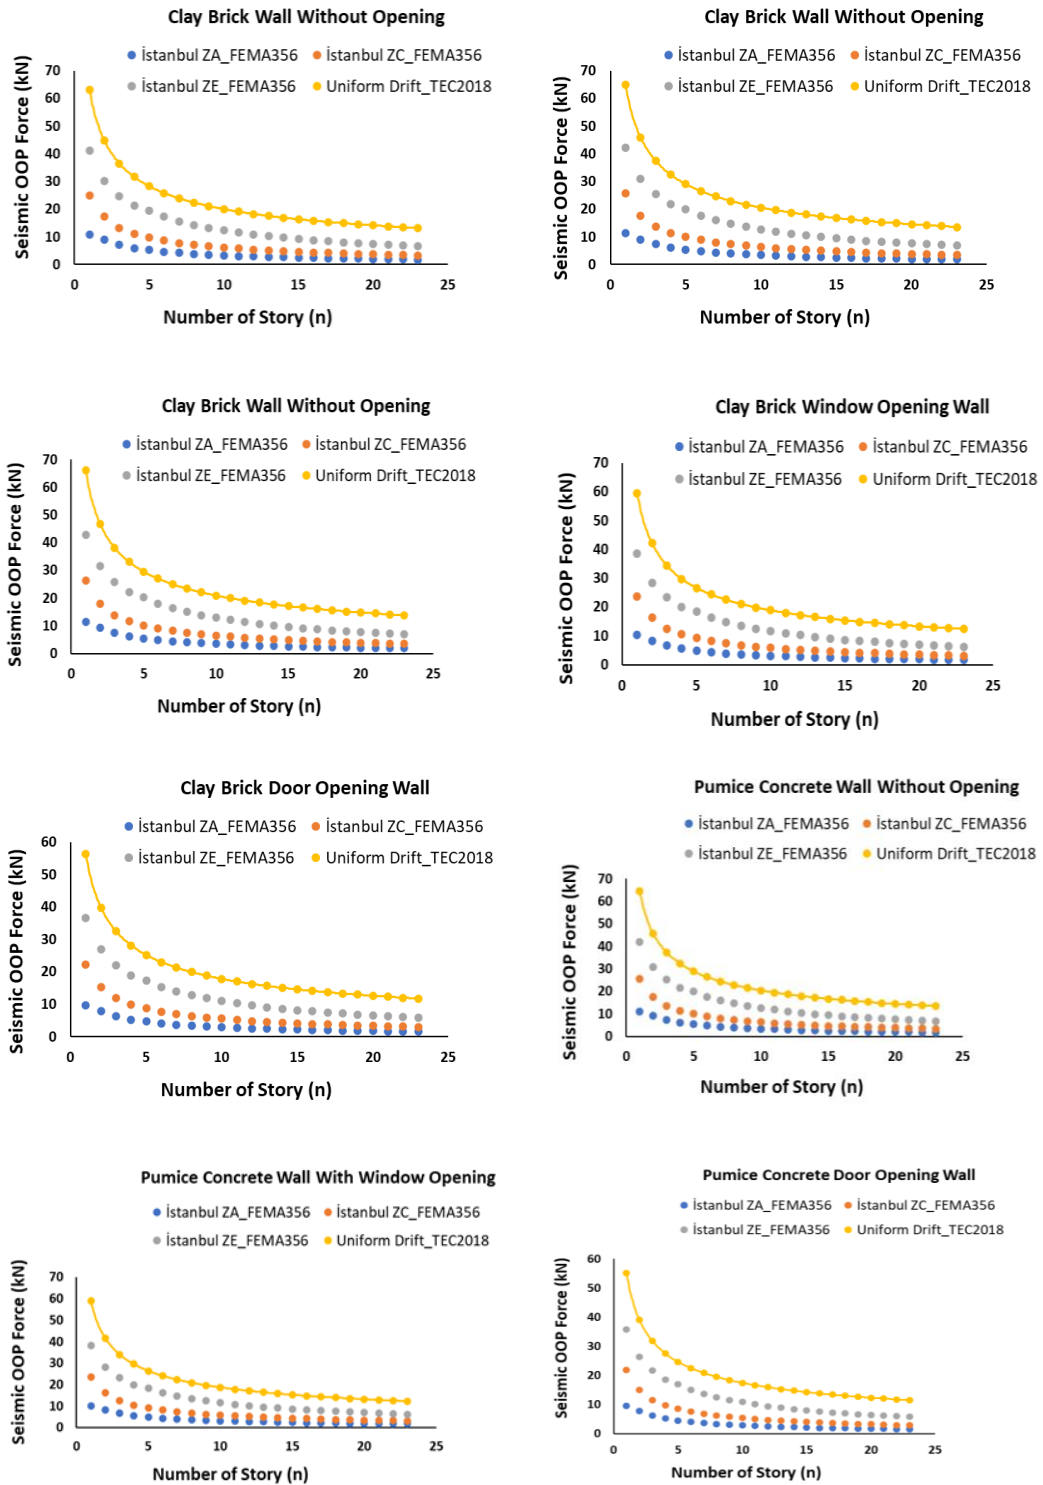 Clay Brick Wall Without Opening
İstanbul ZA_FEMA356 İstanbul ZC_FEMA356
İstanbul ZE_FEMA356 Uniform Drift_TEC2018
Seismic OOP Force (kN)
70
60
50
40
30
20
10
0
0 5 10 15 20 25
Number of Story (n)
Clay Brick Wall Without Opening
İstanbul ZA_FEMA356 İstanbul ZC_FEMA356
İstanbul ZE_FEMA356 Uniform Drift_TEC2018
Seismic OOP Force (kN)
70
60
50
40
30
20
10
0
0 5 10 15 20 25
Number of Story (n)
Clay Brick Wall Without Opening
İstanbul ZA_FEMA356 İstanbul ZC_FEMA356
İstanbul ZE_FEMA356 Uniform Drift_TEC2018
Seismic OOP Force (kN)
70
60
50
40
30
20
10
0
0 5 10 15 20 25
Number of Story (n)
Clay Brick Window Opening Wall
İstanbul ZA_FEMA356 İstanbul ZC_FEMA356
İstanbul ZE_FEMA356 Uniform Drift_TEC2018
Seismic OOP Force (kN)
70
60
50
40
30
20
10
0
0 5 10 15 20 25
Number of Story (n)
Clay Brick Door Opening Wall
İstanbul ZA_FEMA356 İstanbul ZC_FEMA356
İstanbul ZE_FEMA356 Uniform Drift_TEC2018
Seismic OOP Force (kN)
60
50
40
30
20
10
0
0 5 10 15 20 25
Number of Story (n)
Pumice Concrete Wall Without Opening
İstanbul ZA_FEMA356 İstanbul ZC_FEMA356
İstanbul ZE_FEMA356 Uniform Drift_TEC2018
Seismic OOP Force (kN)
70
60
50
40
30
20
10
0
0 5 10 15 20 25
Number of Story (n)
Pumice Concrete Wall With Window Opening
İstanbul ZA_FEMA356 İstanbul ZC_FEMA356
İstanbul ZE_FEMA356 Uniform Drift_TEC2018
Seismic OOP Force (kN)
70
60
50
40
30
20
10
0
0 5 10 15 20 25
Number of Story (n)
Pumice Concrete Door Opening Wall
İstanbul ZA_FEMA356 İstanbul ZC_FEMA356
İstanbul ZE_FEMA356 Uniform Drift_TEC2018
Seismic OOP Force (kN)
60
50
40
30
20
10
0
0 5 10 15 20 25
Number of Story (n)